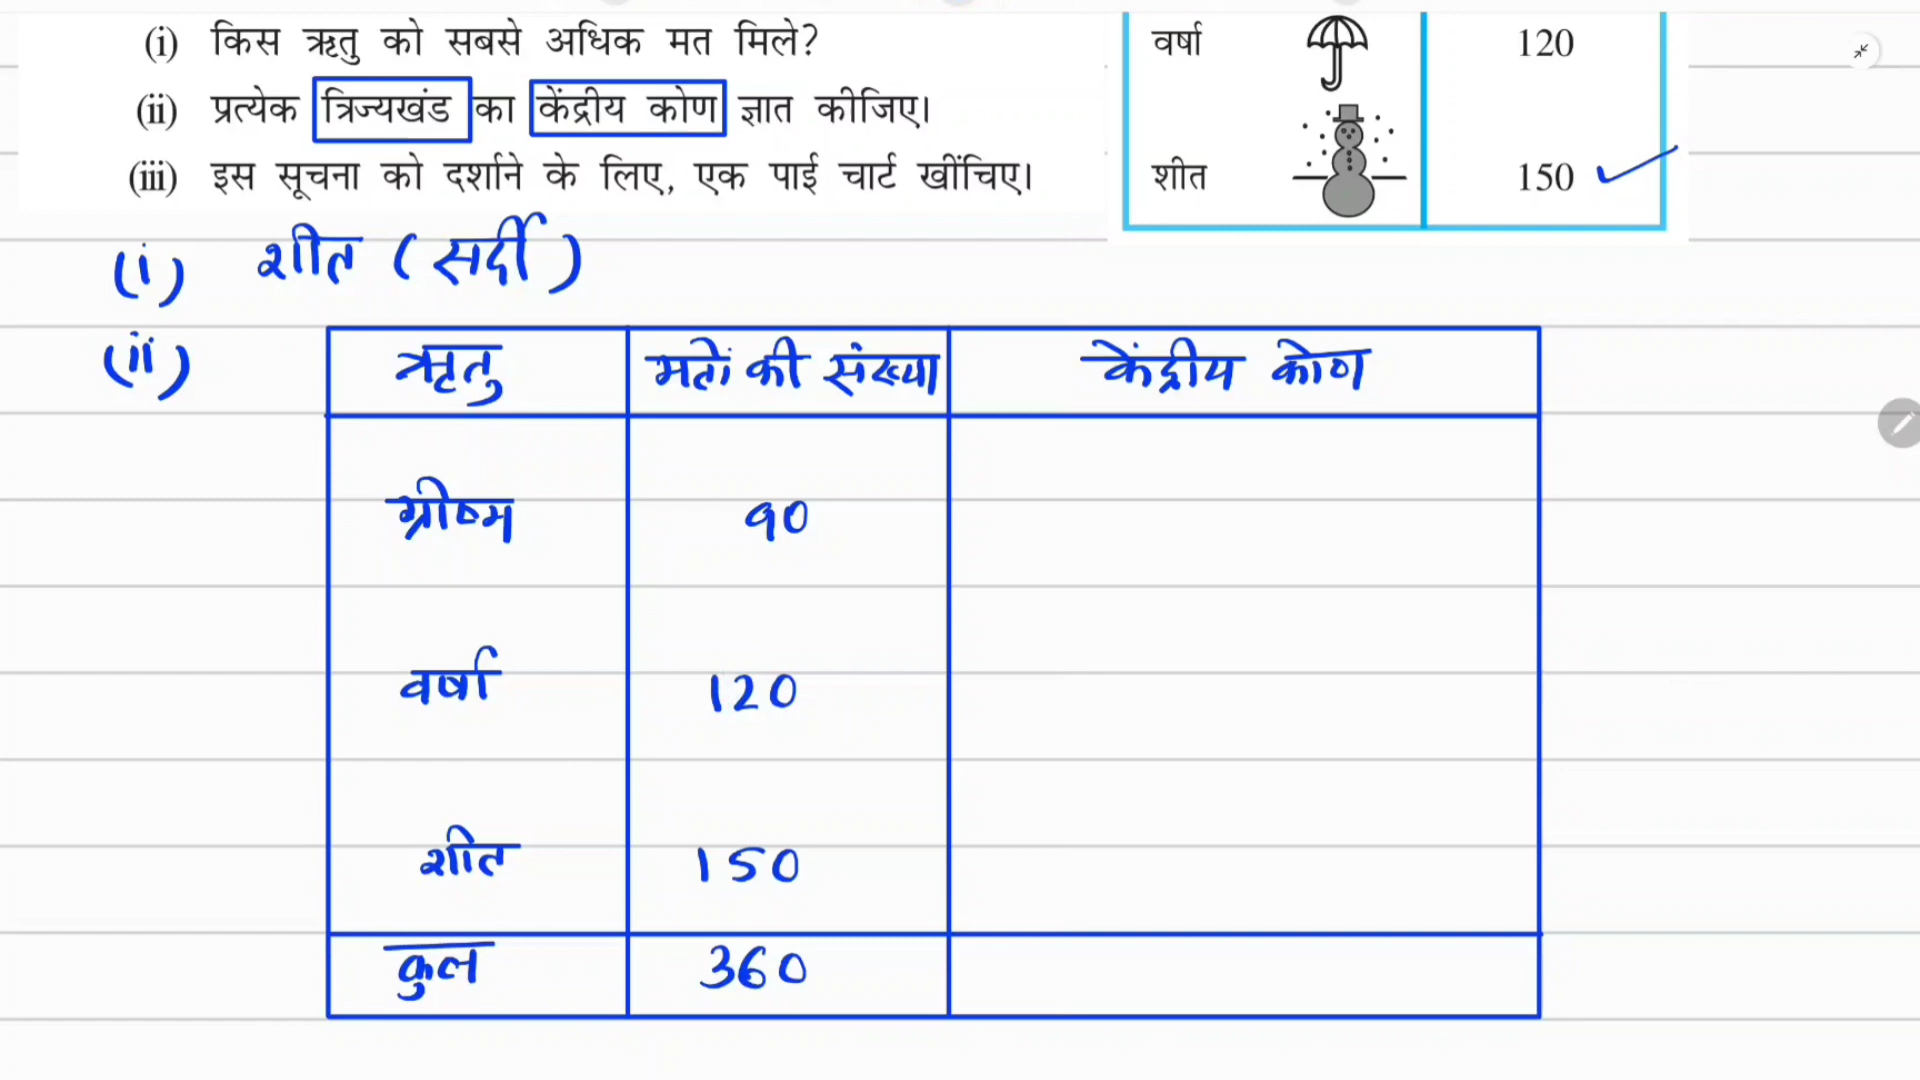 (i) किस ऋतु को सबसे अधिक मत मिले?
(ii) प्रत्येक त्रिज्यखंड का केंद्रीय कोण ज्ञात कीजिए।
(iii) इस सूचना को दर्शाने के लिए, एक पाई चार्ट खींचिए।
वर्षा 120
शीत 150
(i) शीत (सर्दी)
(ii)
ऋतु मतों की संख्या केंद्रीय कोण
ग्रीष्म 90
वर्षा 120
शीत 150
कुल 360